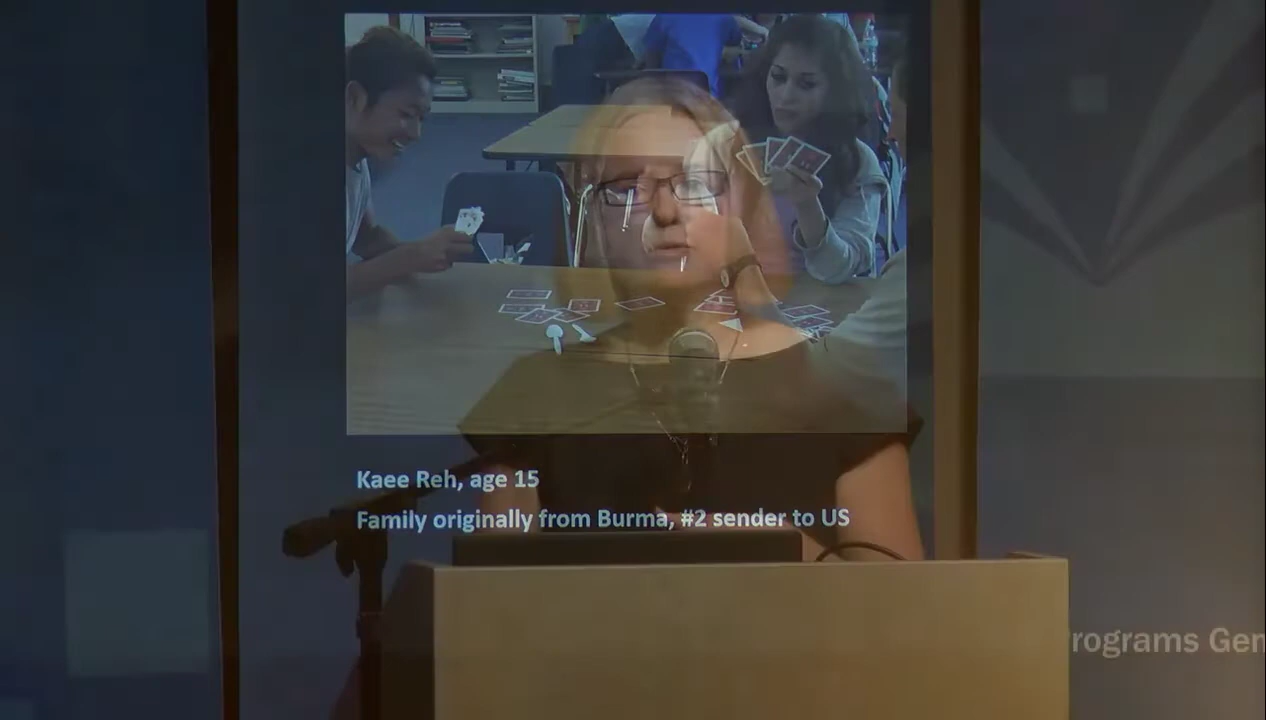 Kaee Reh, age 15
Family originally from Burma, #2 sender to US
rograms Gen